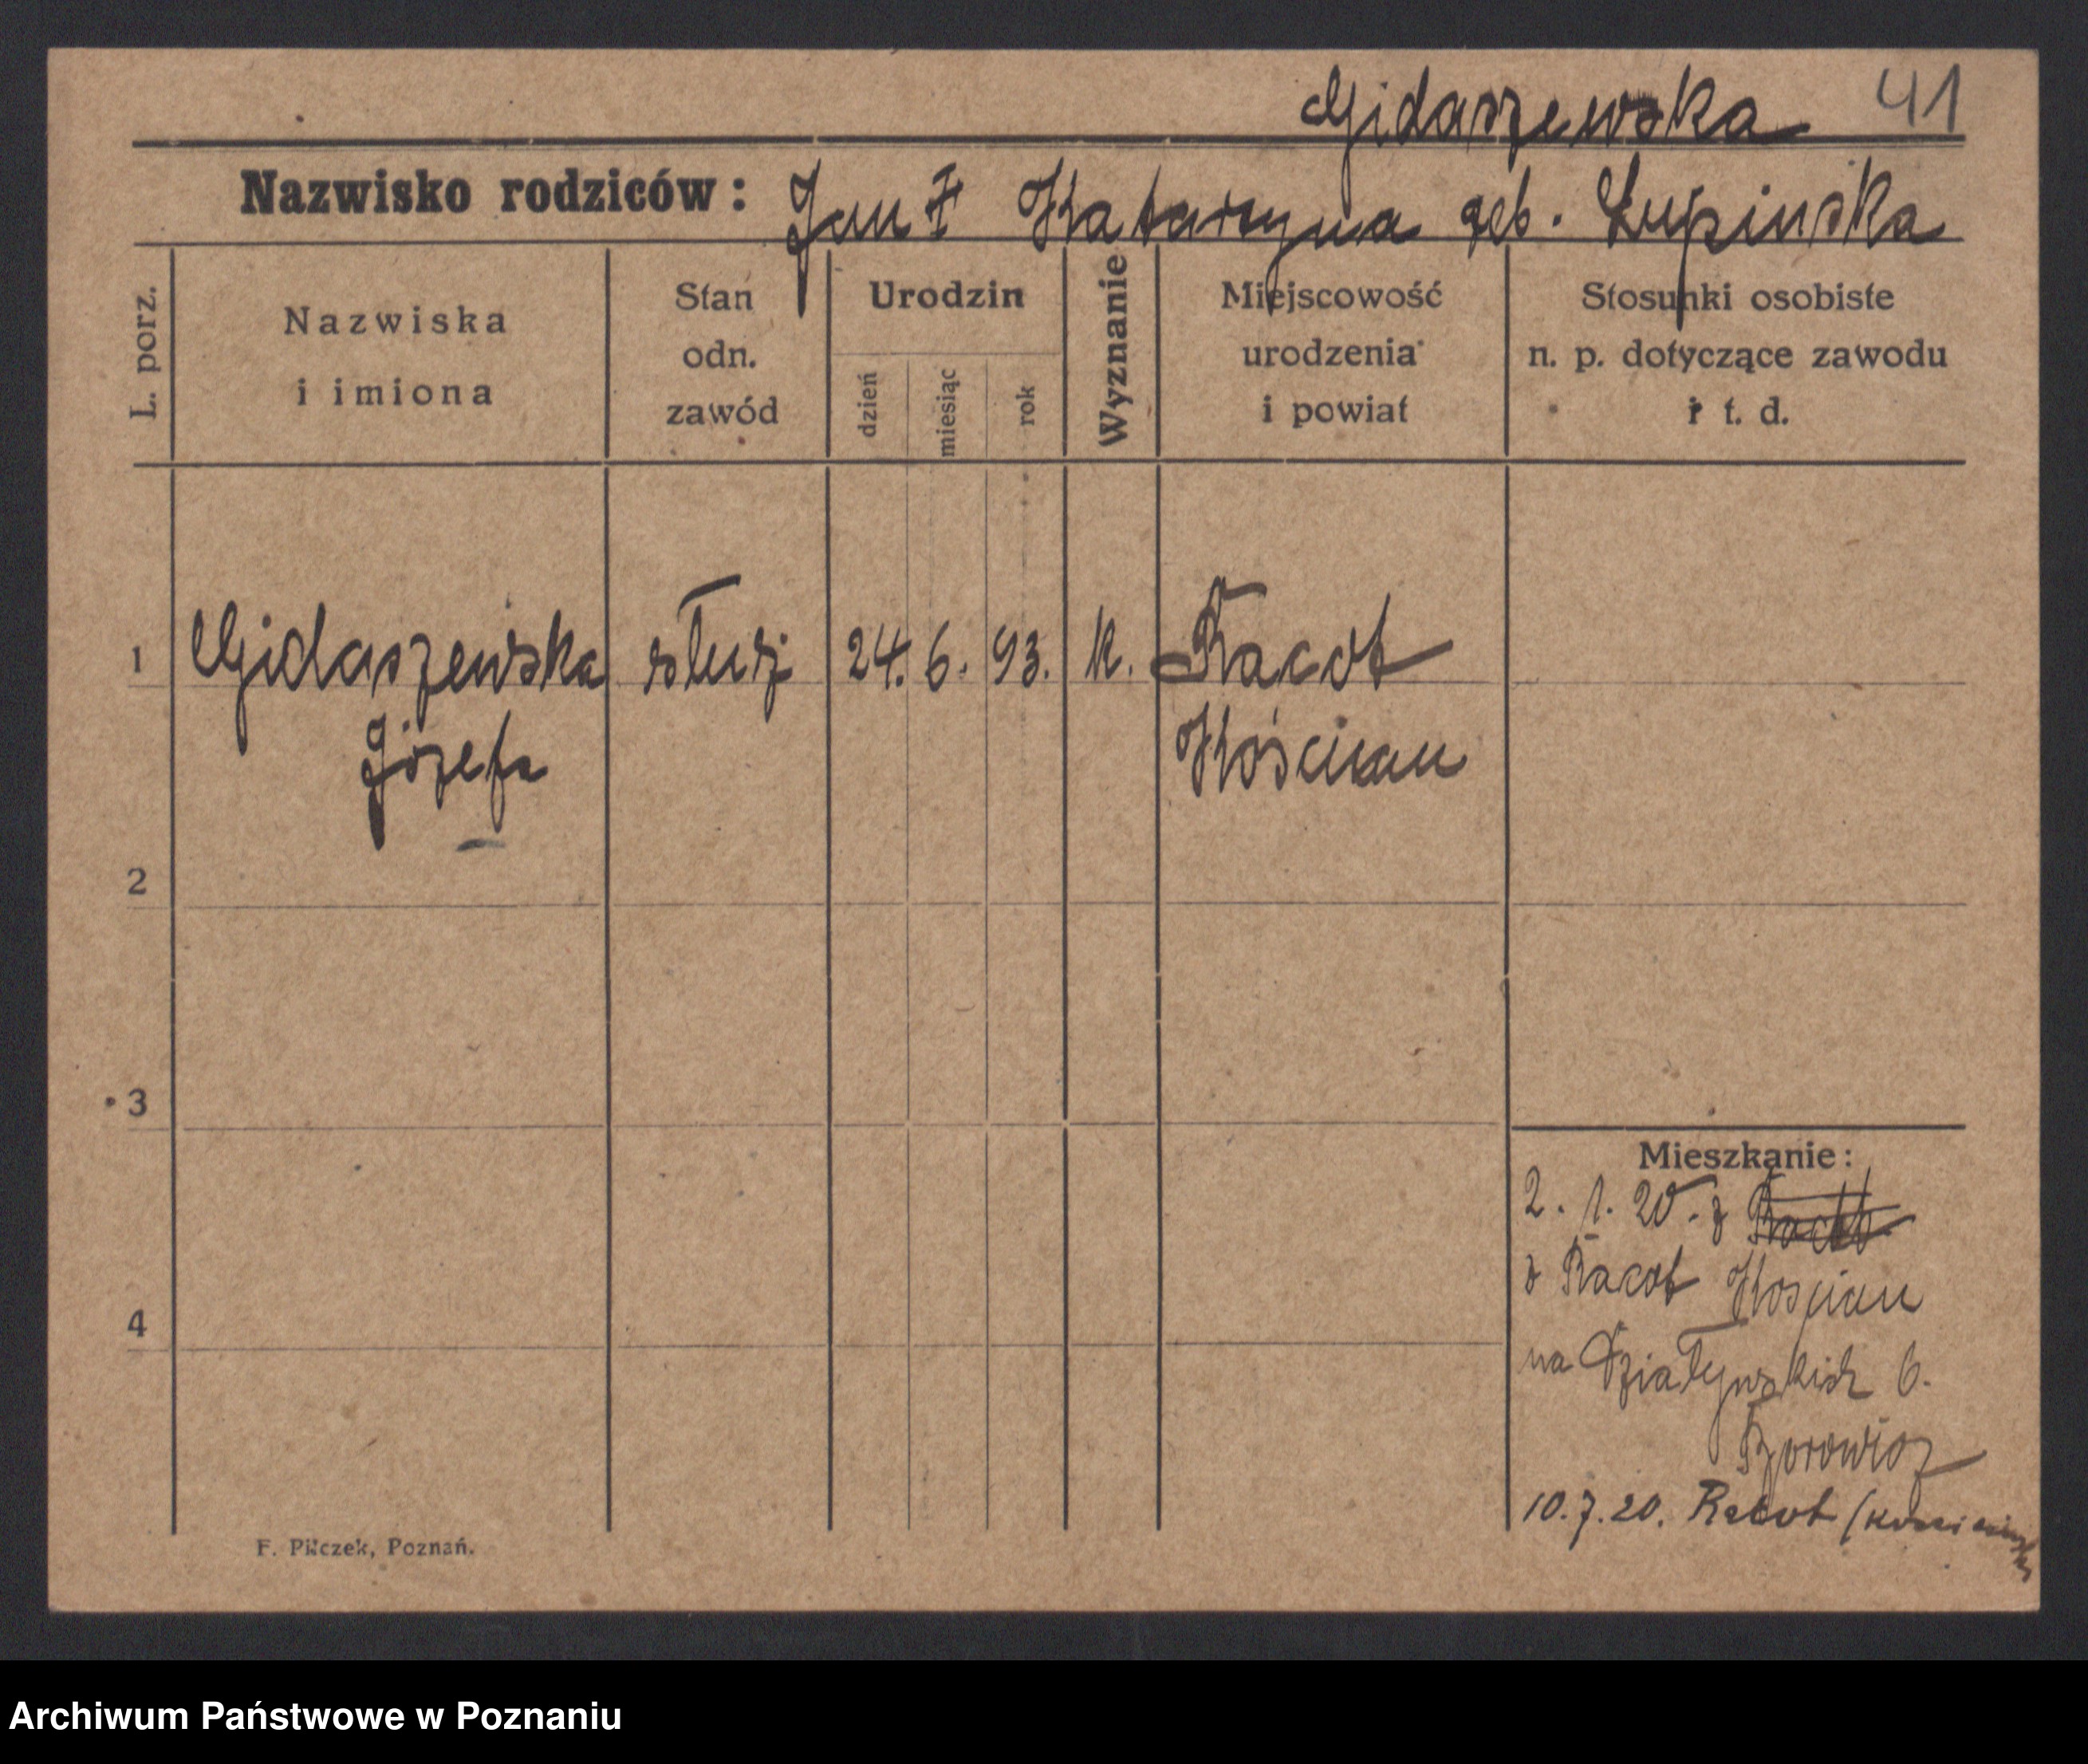 Gidaszewska 41
Nazwisko rodziców: Jan ‡ Katarzyna geb. Łupinska
L. porz.
Nazwiska
i imiona
Stan
odn.
zawód
Urodzin
dzień
miesiąc
rok
Wyznanie
Miejscowość
urodzenia
i powiat
Stosunki osobiste
n. p. dotyczące zawodu
i t. d.
1 Gidaszewska służ 24. 6. 93. K. Racot
Józefa Kościan
2
3
4
Mieszkanie:
2. 1. 20. z Racot
z Racot Kościan
na Działyńskich 6.
10.7.20. Racot
F. Pilczek, Poznań.
Archiwum Państwowe w Poznaniu